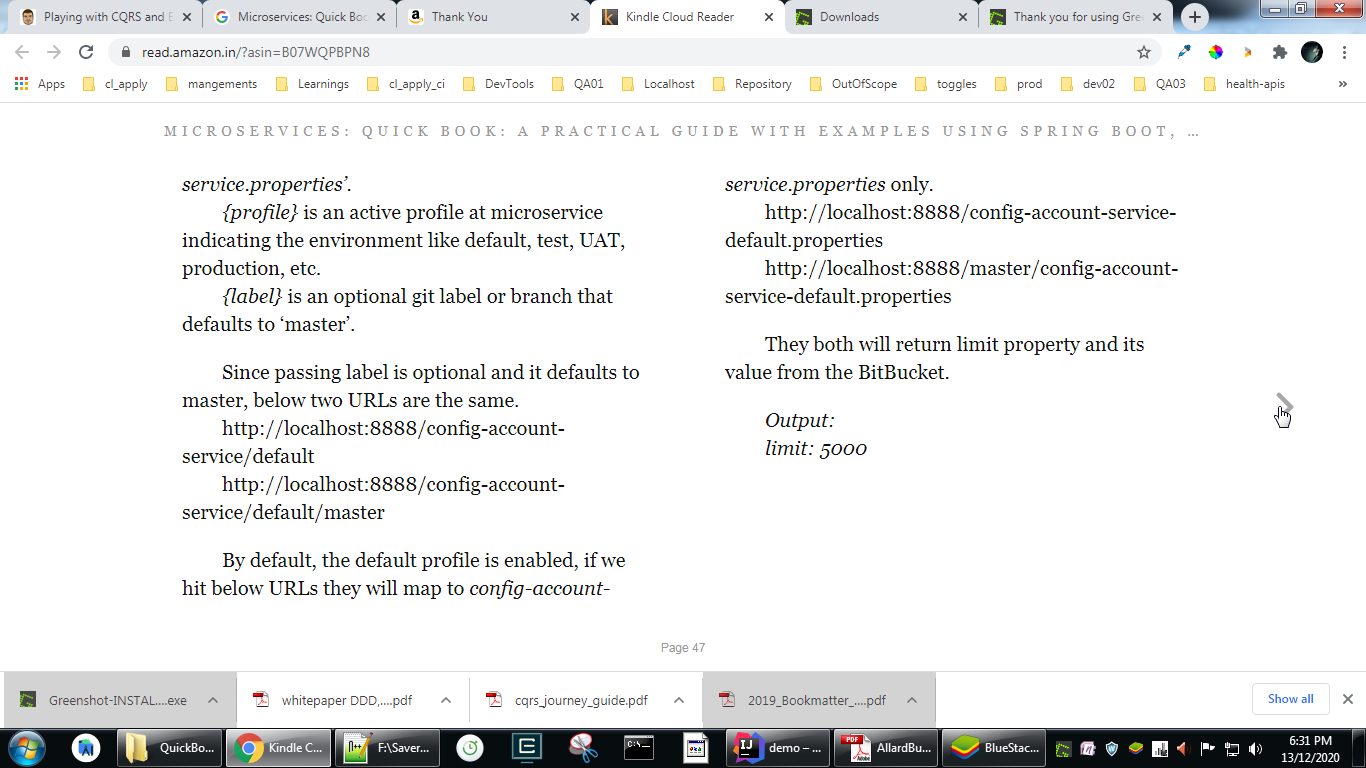 Playing with CQRS and E
Microservices: Quick Boo
Thank You
Kindle Cloud Reader
Downloads
Thank you for using Gre
read.amazon.in/?asin=B07WQPBPN8
Apps
cl_apply
mangements
Learnings
cl_apply_ci
DevTools
QA01
Localhost
Repository
OutOfScope
toggles
prod
dev02
QA03
health-apis
»
MICROSERVICES: QUICK BOOK: A PRACTICAL GUIDE WITH EXAMPLES USING SPRING BOOT, …
service.properties’.
{profile} is an active profile at microservice
indicating the environment like default, test, UAT,
production, etc.
{label} is an optional git label or branch that
defaults to ‘master’.
Since passing label is optional and it defaults to
master, below two URLs are the same.
http://localhost:8888/config-account-
service/default
http://localhost:8888/config-account-
service/default/master
By default, the default profile is enabled, if we
hit below URLs they will map to config-account-
service.properties only.
http://localhost:8888/config-account-service-
default.properties
http://localhost:8888/master/config-account-
service-default.properties
They both will return limit property and its
value from the BitBucket.
Output:
limit: 5000
Page 47
Greenshot-INSTAL....exe
whitepaper DDD,....pdf
cqrs_journey_guide.pdf
2019_Bookmatter_....pdf
Show all
QuickBo...
Kindle C...
F:\Saver...
demo – ...
AllardBu...
BlueStac...
6:31 PM
13/12/2020